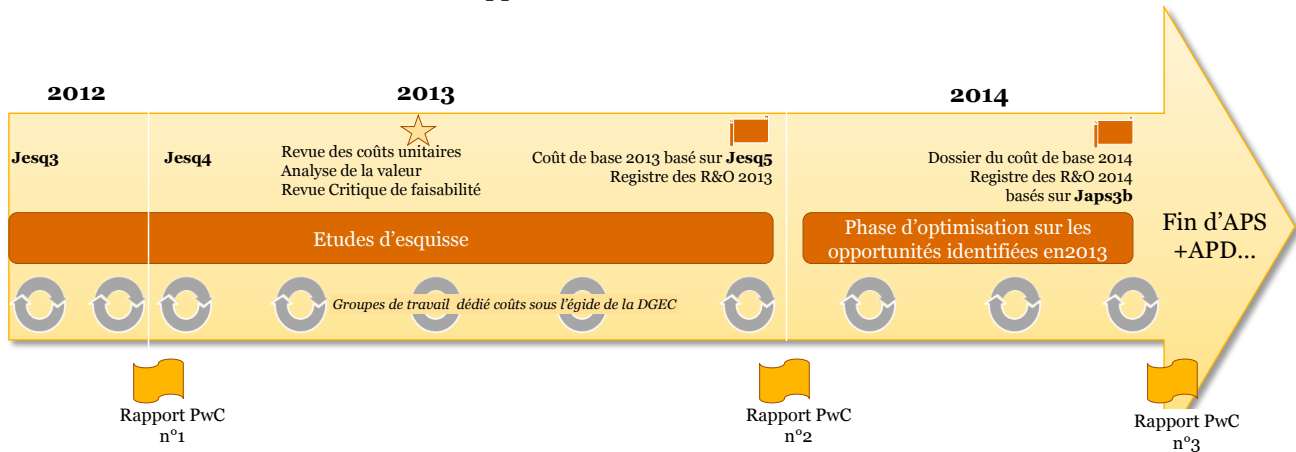 2012
2013
2014
Jesq3
Jesq4
Revue des coûts unitaires
Analyse de la valeur
Revue Critique de faisabilité
Coût de base 2013 basé sur Jesq5
Registre des R&O 2013
Dossier du coût de base 2014
Registre des R&O 2014
basés sur Japs3b
Etudes d'esquisse
Phase d'optimisation sur les
opportunités identifiées en2013
Fin d'APS
+APD...
Groupes de travail dédié coûts sous l'égide de la DGEC
Rapport PwC
n°1
Rapport PwC
n°2
Rapport PwC
n°3